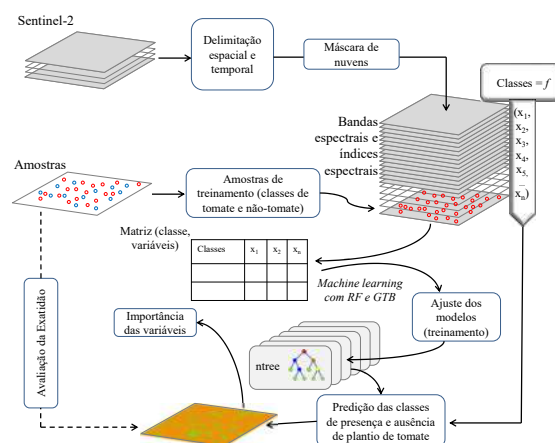 Sentinel-2
Delimitação
espacial e
temporal
Máscara de
nuvens
Classes = f
(x1,
x2,
x3,
x4,
x5,
...
xn)
Bandas
espectrais e
índices
espectrais
Amostras
Amostras de
treinamento (classes
de tomate e não-tomate)
Matriz (classe,
variáveis)
Classes x1 x2 xn
Machine learning
com RF e GTB
Ajuste dos
modelos
(treinamento)
Importância
das variáveis
Avaliação da Exatidão
ntree
Predição das classes
de presença e ausência
de plantio de tomate